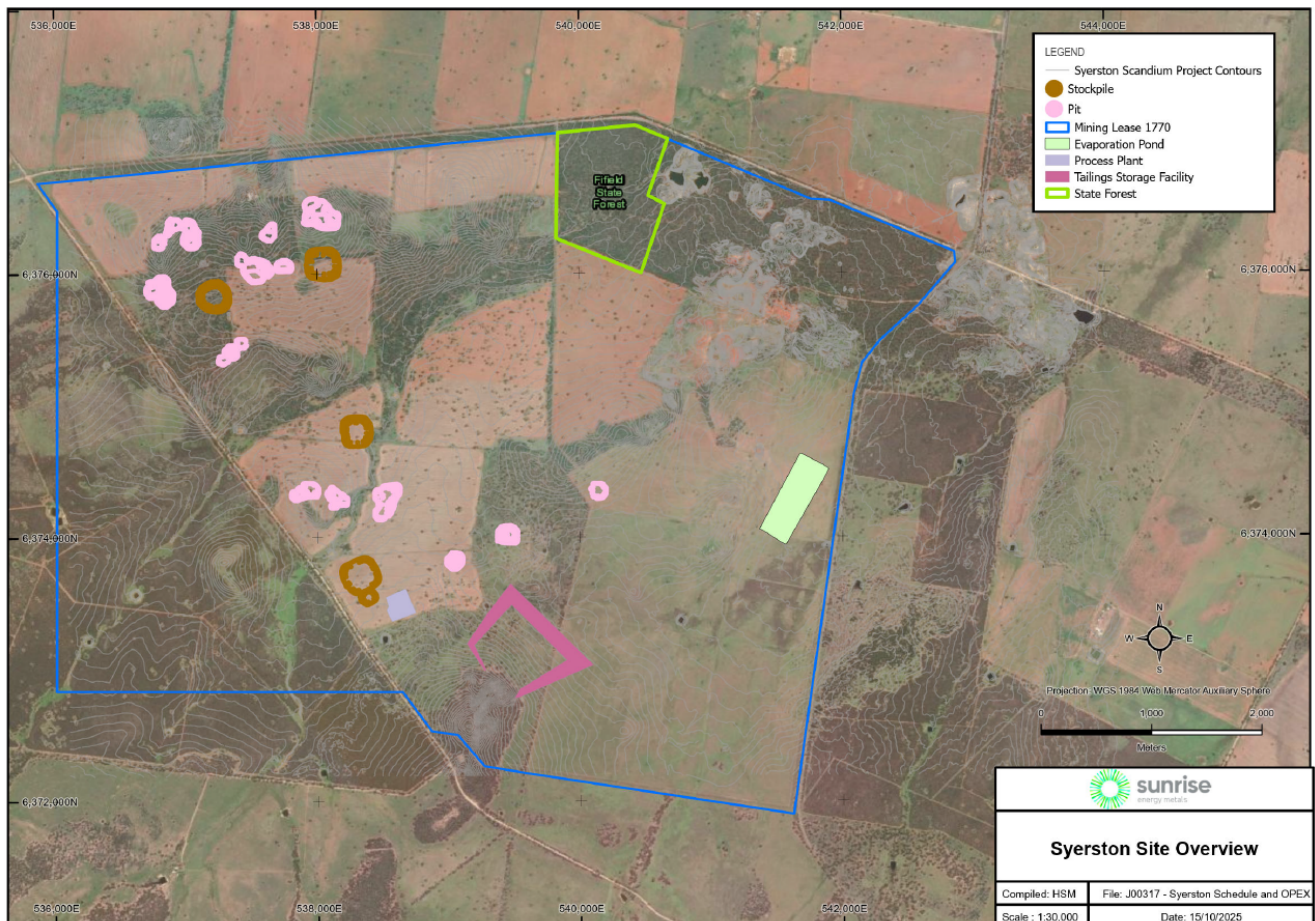 536,000E
538,000E
540,000E
542,000E
544,000E
LEGEND
Syerston Scandium Project Contours
Stockpile
Pit
Mining Lease 1770
Evaporation Pond
Process Plant
Tailings Storage Facility
State Forest
Fifield
State
Forest
6,376,000N
6,376,000N
6,374,000N
6,374,000N
N
W
E
S
Projection: WGS 1984 Web Mercator Auxiliary Sphere
0
1,000
2,000
Meters
6,372,000N
sunrise
energy metals
Syerston Site Overview
Compiled: HSM
File: J00317 - Syerston Schedule and OPEX
Scale : 1:30,000
Date: 15/10/2025
536,000E
538,000E
540,000E
542,000E